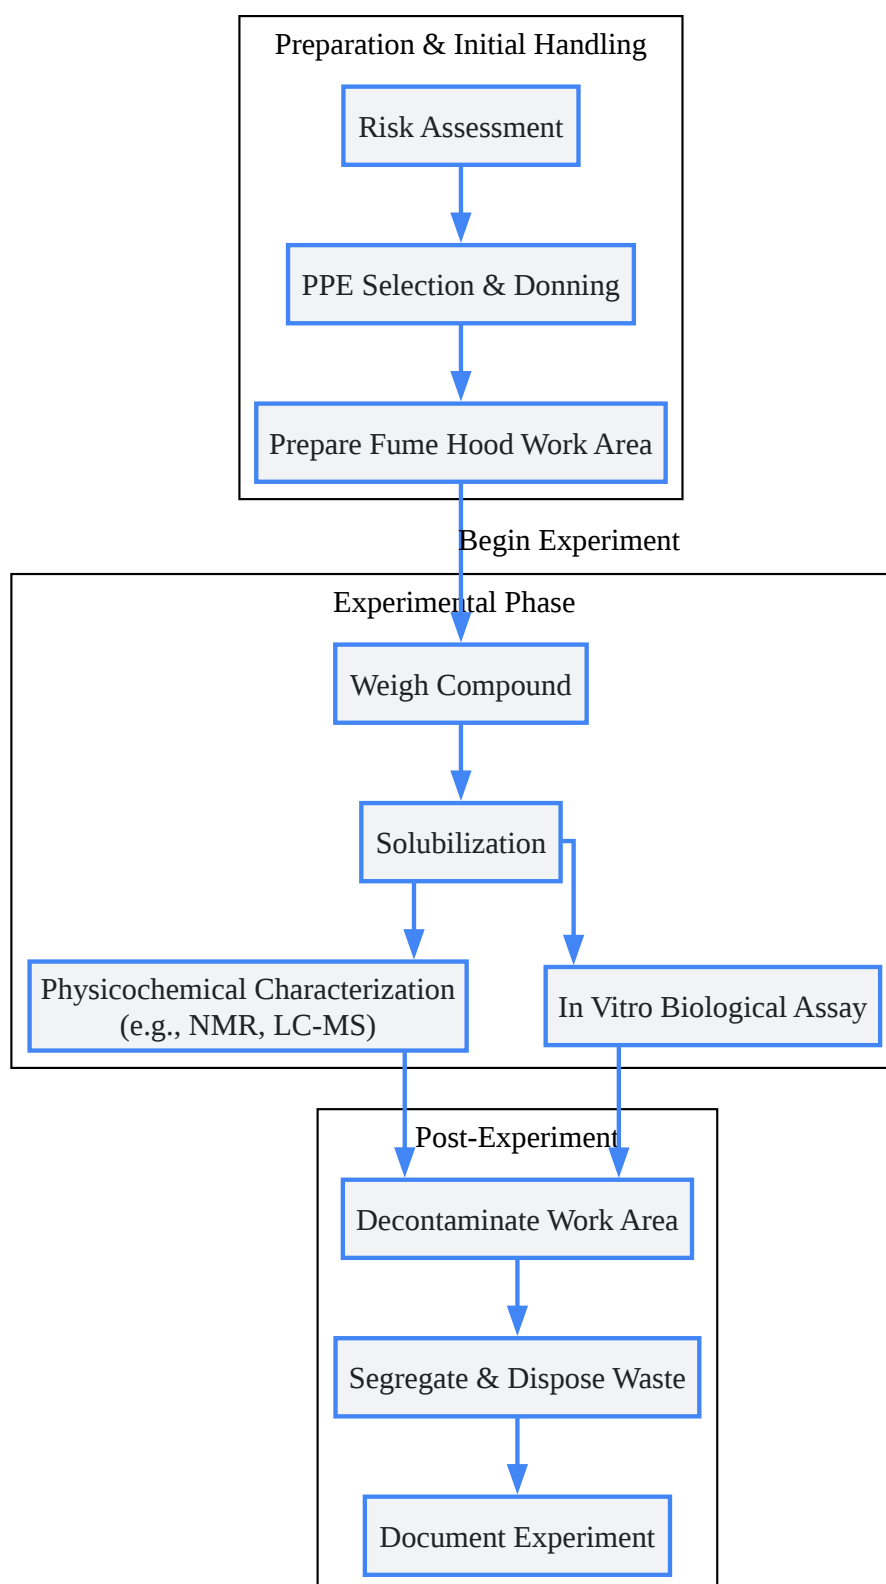 Preparation & Initial Handling
Risk Assessment
PPE Selection & Donning
Prepare Fume Hood Work Area
Begin Experiment
Experimental Phase
Weigh Compound
Solubilization
Physicochemical Characterization
(e.g., NMR, LC-MS)
In Vitro Biological Assay
Post-Experiment
Decontaminate Work Area
Segregate & Dispose Waste
Document Experiment